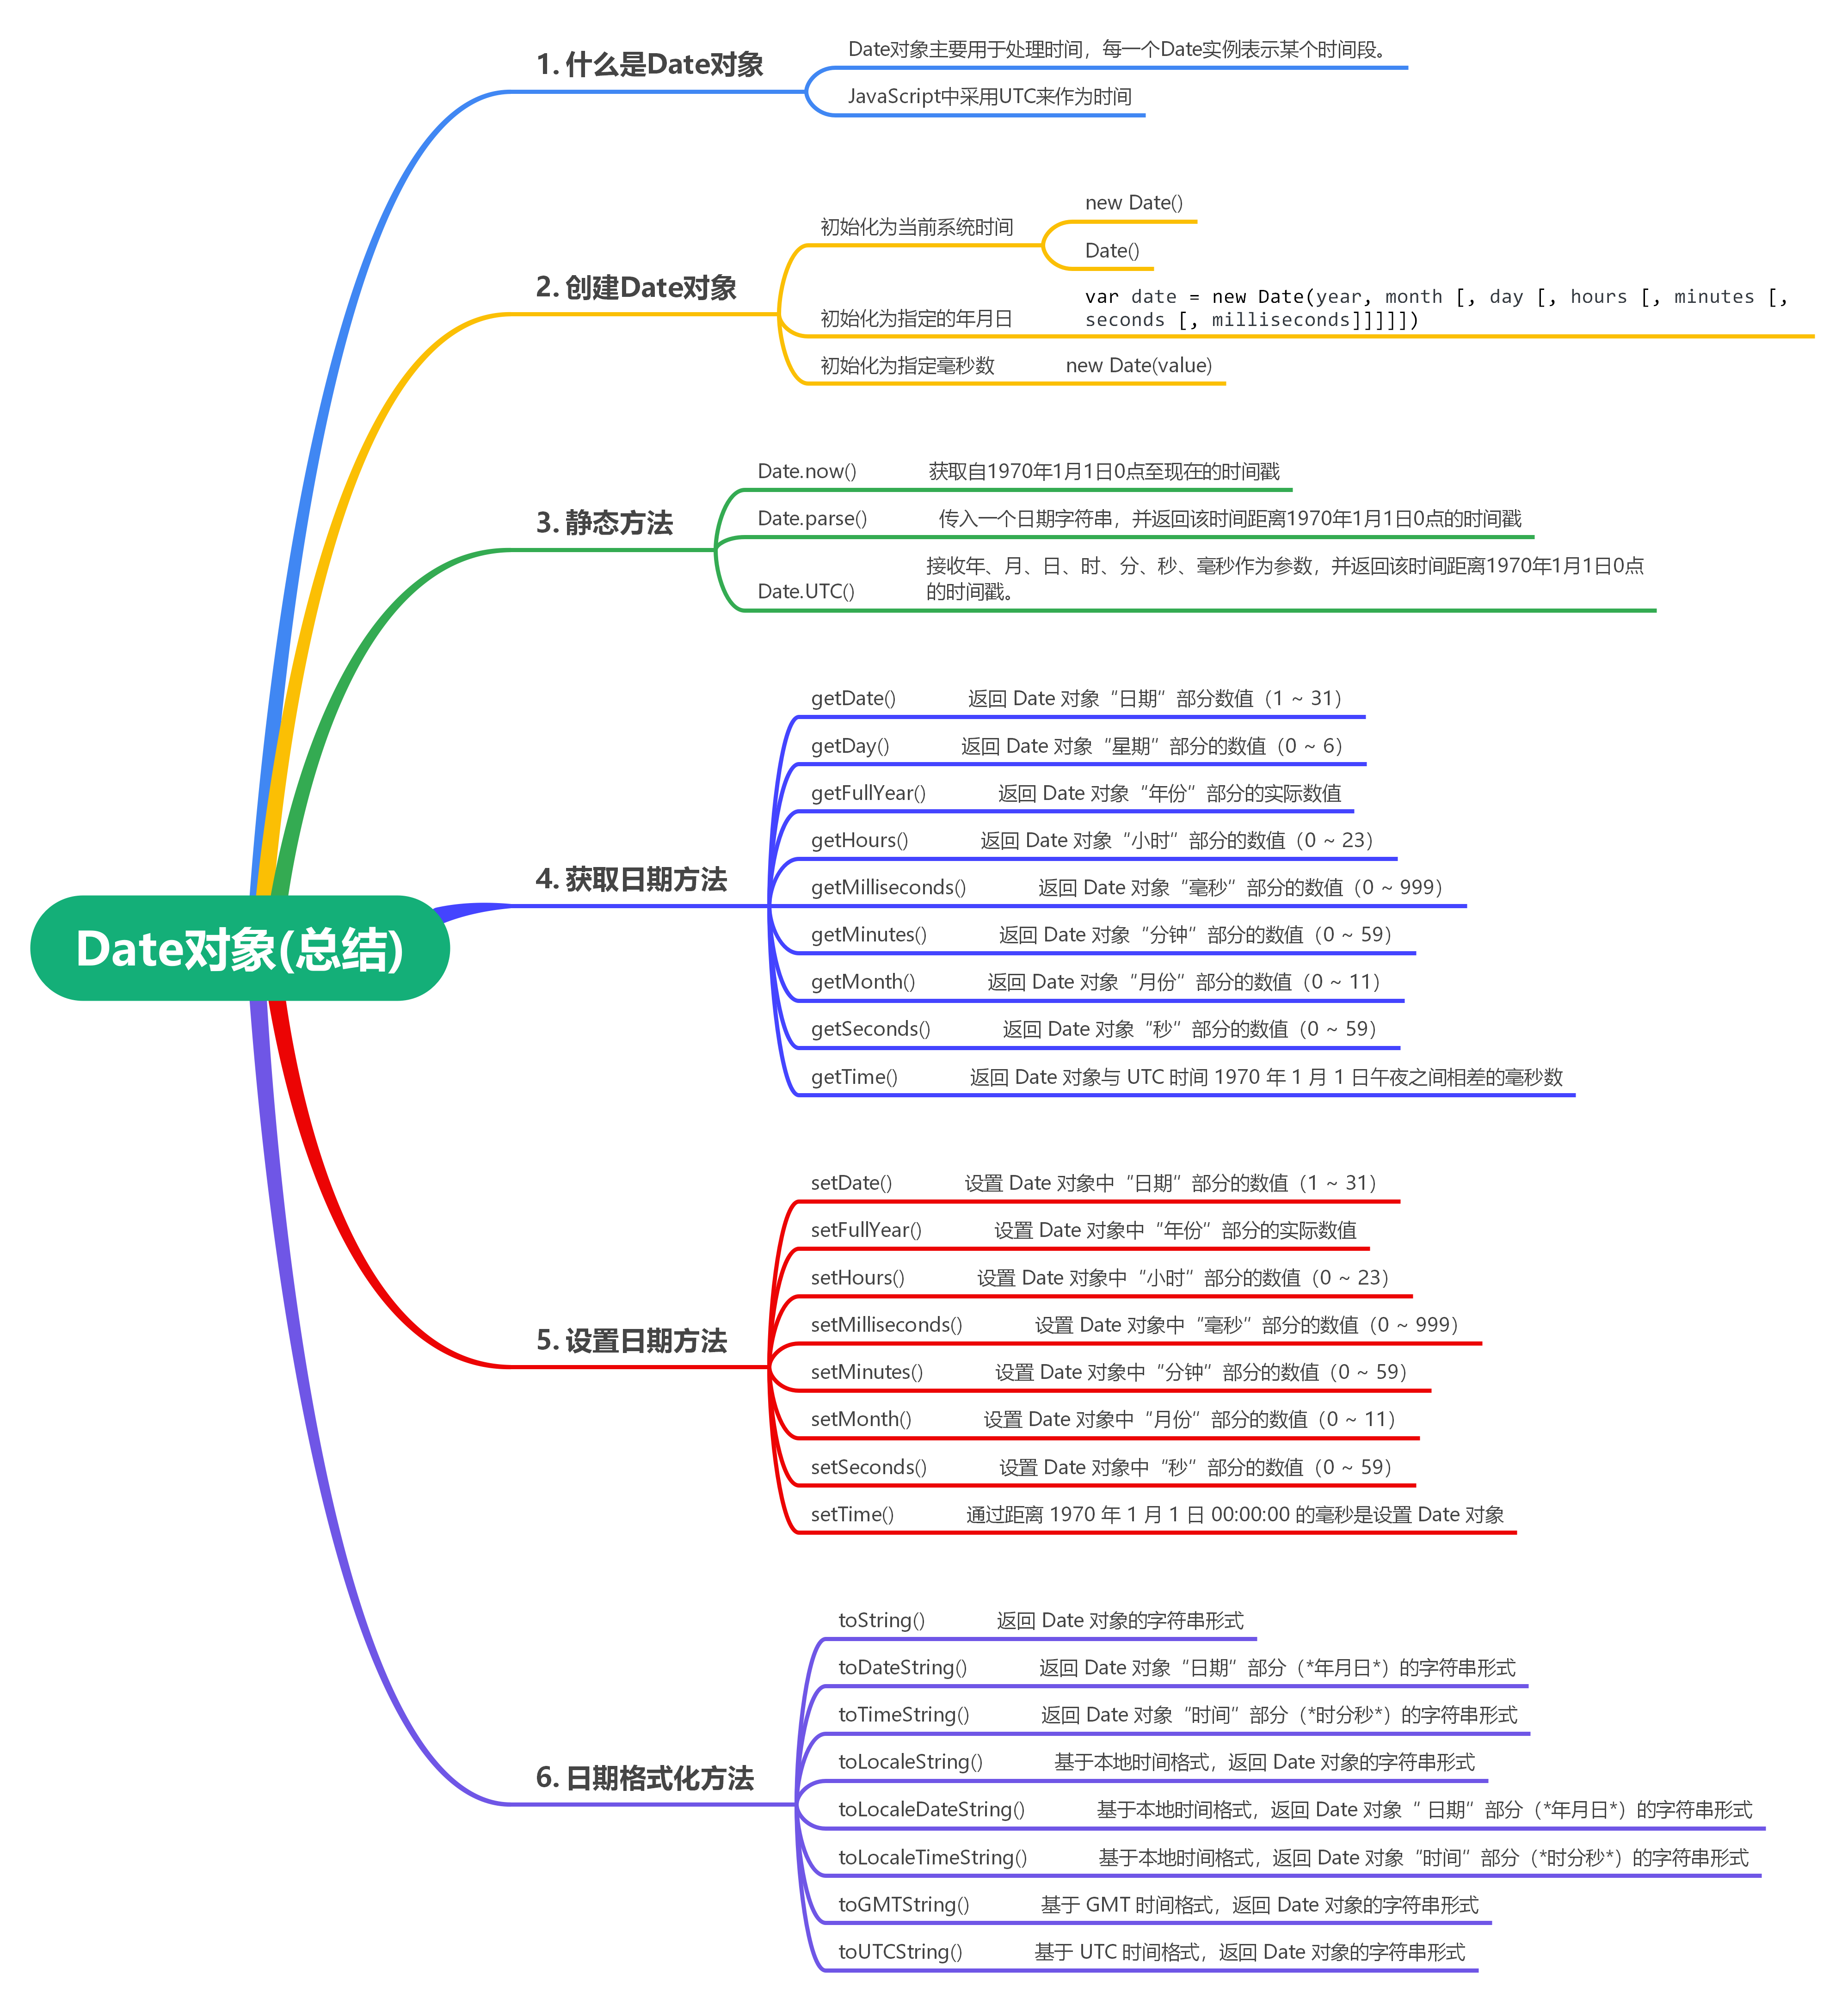 Date对象(总结)
1. 什么是Date对象
Date对象主要用于处理时间，每一个Date实例表示某个时间段。
JavaScript中采用UTC来作为时间
2. 创建Date对象
初始化为当前系统时间
new Date()
Date()
初始化为指定的年月日
var date = new Date(year, month [, day [, hours [, minutes [,
seconds [, milliseconds]]]]])
初始化为指定毫秒数
new Date(value)
3. 静态方法
Date.now()
获取自1970年1月1日0点至现在的时间戳
Date.parse()
传入一个日期字符串，并返回该时间距离1970年1月1日0点的时间戳
Date.UTC()
接收年、月、日、时、分、秒、毫秒作为参数，并返回该时间距离1970年1月1日0点
的时间戳。
4. 获取日期方法
getDate()
返回 Date 对象“日期”部分数值（1 ~ 31）
getDay()
返回 Date 对象“星期”部分的数值（0 ~ 6）
getFullYear()
返回 Date 对象“年份”部分的实际数值
getHours()
返回 Date 对象“小时”部分的数值（0 ~ 23）
getMilliseconds()
返回 Date 对象“毫秒”部分的数值（0 ~ 999）
getMinutes()
返回 Date 对象“分钟”部分的数值（0 ~ 59）
getMonth()
返回 Date 对象“月份”部分的数值（0 ~ 11）
getSeconds()
返回 Date 对象“秒”部分的数值（0 ~ 59）
getTime()
返回 Date 对象与 UTC 时间 1970 年 1 月 1 日午夜之间相差的毫秒数
5. 设置日期方法
setDate()
设置 Date 对象中“日期”部分的数值（1 ~ 31）
setFullYear()
设置 Date 对象中“年份”部分的实际数值
setHours()
设置 Date 对象中“小时”部分的数值（0 ~ 23）
setMilliseconds()
设置 Date 对象中“毫秒”部分的数值（0 ~ 999）
setMinutes()
设置 Date 对象中“分钟”部分的数值（0 ~ 59）
setMonth()
设置 Date 对象中“月份”部分的数值（0 ~ 11）
setSeconds()
设置 Date 对象中“秒”部分的数值（0 ~ 59）
setTime()
通过距离 1970 年 1 月 1 日 00:00:00 的毫秒是设置 Date 对象
6. 日期格式化方法
toString()
返回 Date 对象的字符串形式
toDateString()
返回 Date 对象“日期”部分（*年月日*）的字符串形式
toTimeString()
返回 Date 对象“时间”部分（*时分秒*）的字符串形式
toLocaleString()
基于本地时间格式，返回 Date 对象的字符串形式
toLocaleDateString()
基于本地时间格式，返回 Date 对象“ 日期”部分（*年月日*）的字符串形式
toLocaleTimeString()
基于本地时间格式，返回 Date 对象“时间”部分（*时分秒*）的字符串形式
toGMTString()
基于 GMT 时间格式，返回 Date 对象的字符串形式
toUTCString()
基于 UTC 时间格式，返回 Date 对象的字符串形式